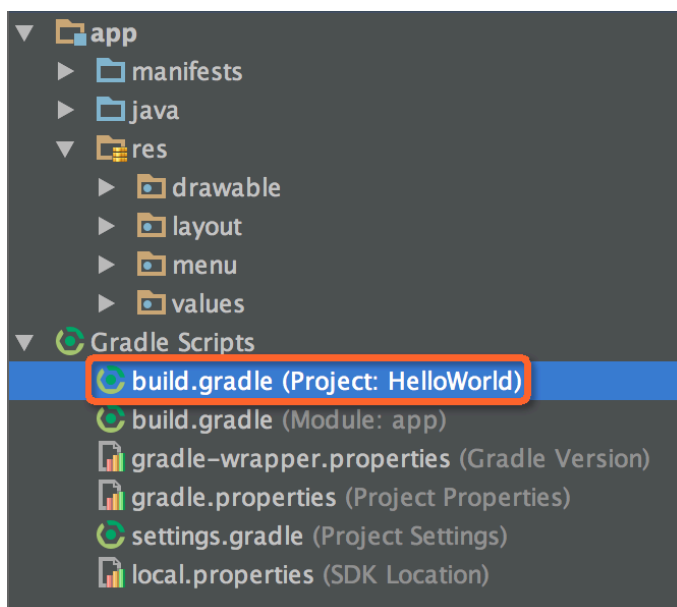 app
manifests
java
res
drawable
layout
menu
values
Gradle Scripts
build.gradle (Project: HelloWorld)
build.gradle (Module: app)
gradle-wrapper.properties (Gradle Version)
gradle.properties (Project Properties)
settings.gradle (Project Settings)
local.properties (SDK Location)